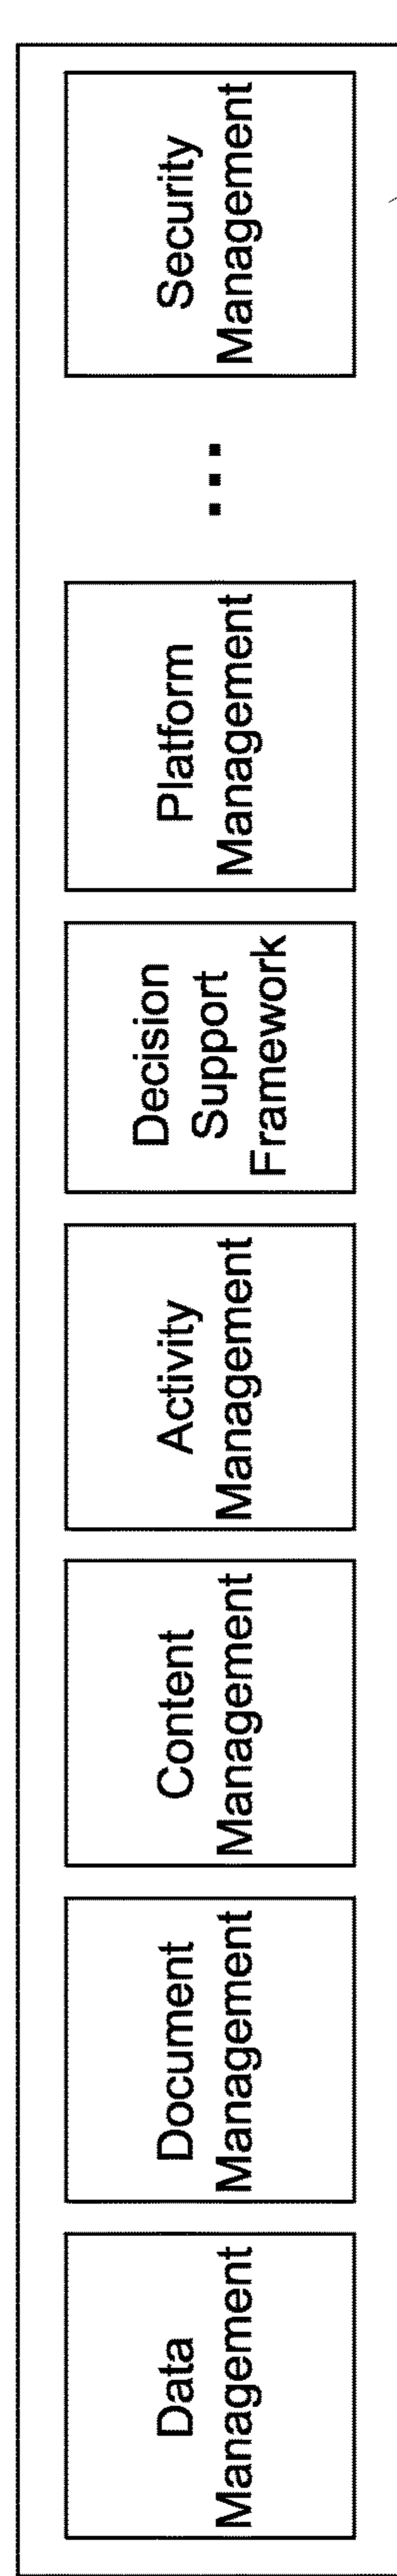 Data
Management
Document
Management
Content
Management
Activity
Management
Decision
Support
Framework
Platform
Management
...
Security
Management